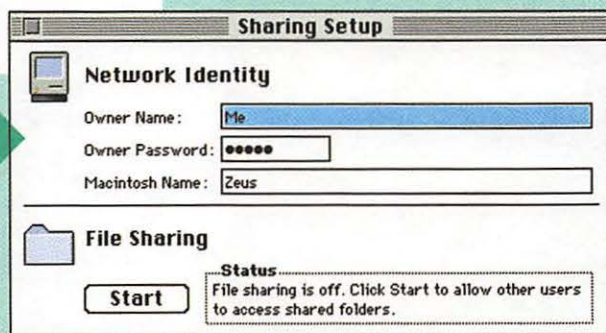 Sharing Setup
Network Identity
Owner Name: Me
Owner Password: •••••
Macintosh Name: Zeus
File Sharing
Start
Status
File sharing is off. Click Start to allow other users
to access shared folders.